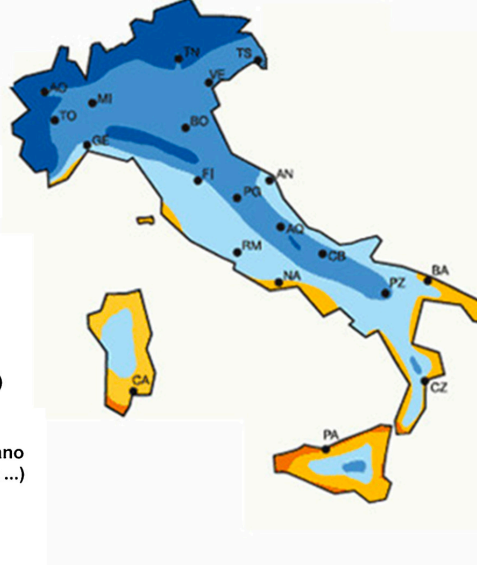 TN
TS
VE
AO
MI
TO
BO
GE
FI
AN
PG
AQ
RM
CB
NA
BA
PZ
CA
CZ
)
PA
ano
...)